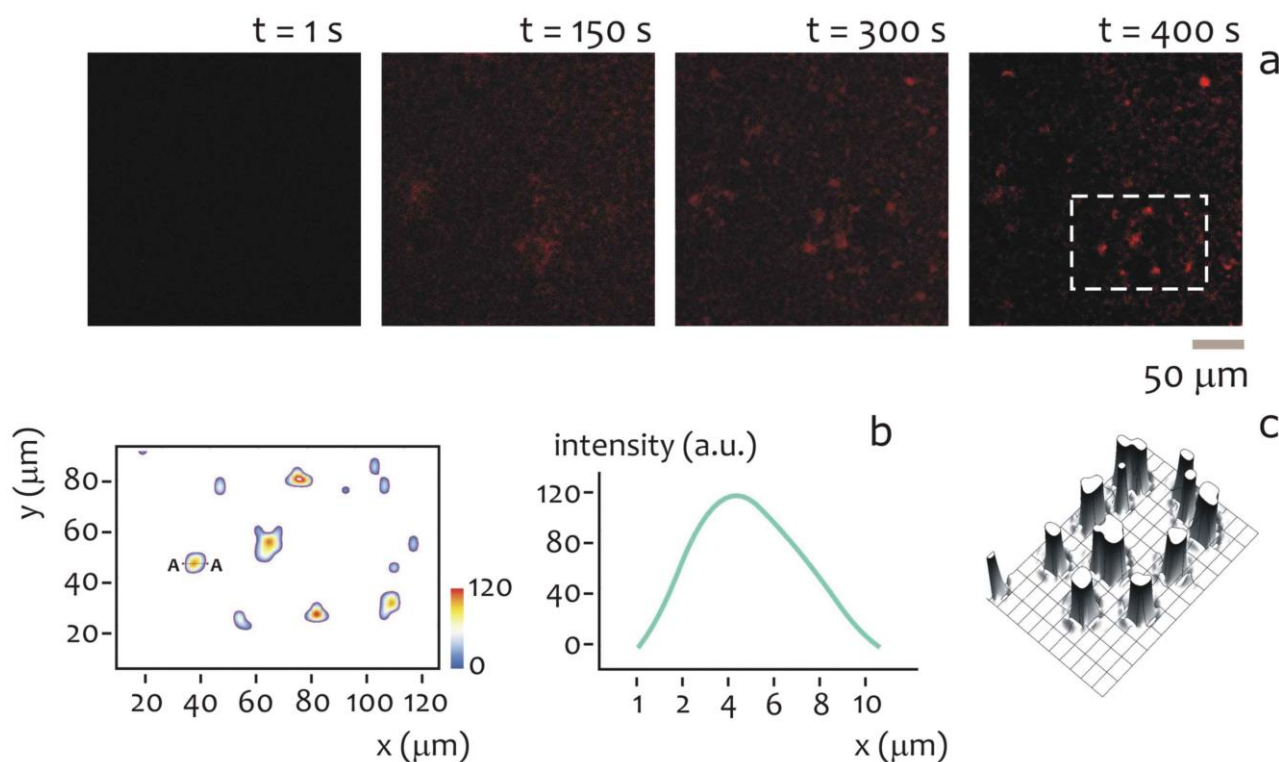 t = 1 s
t = 150 s
t = 300 s
t = 400 s
a
50 μm
b
y (μm)
80
60
40
20
A
A
120
0
20 40 60 80 100 120
x (μm)
intensity (a.u.)
120
80
40
0
1 2 4 6 8 10
x (μm)
c